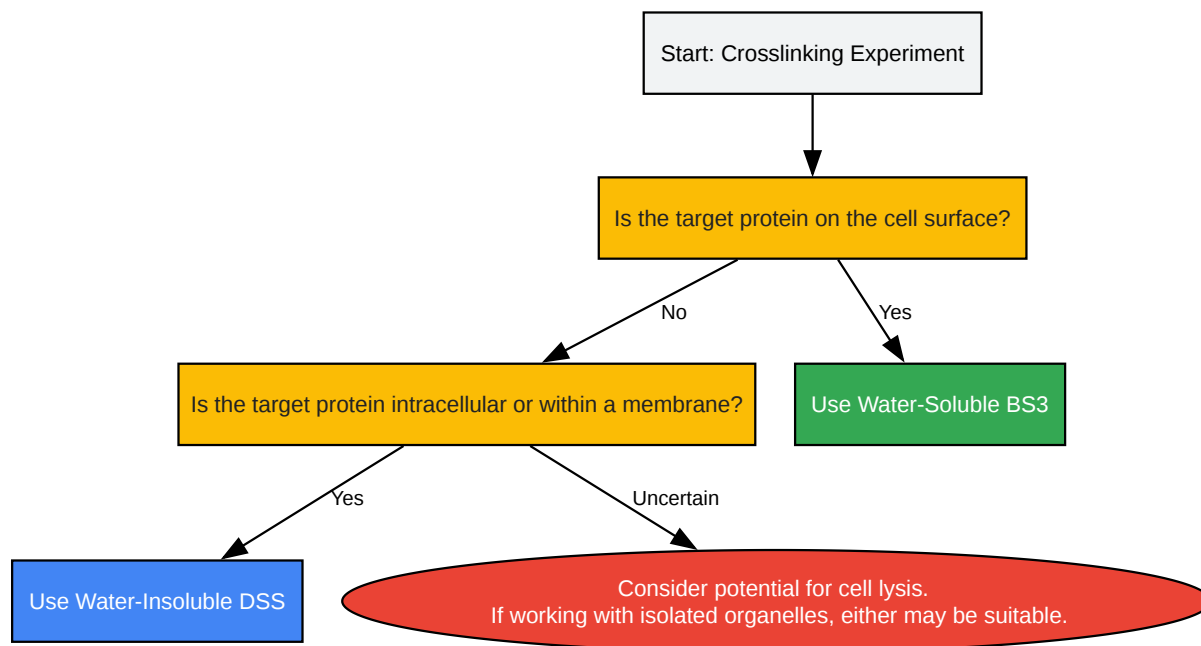 Start: Crosslinking Experiment
Is the target protein on the cell surface?
No
Yes
Is the target protein intracellular or within a membrane?
Use Water-Soluble BS3
Yes
Uncertain
Use Water-Insoluble DSS
Consider potential for cell lysis.
If working with isolated organelles, either may be suitable.